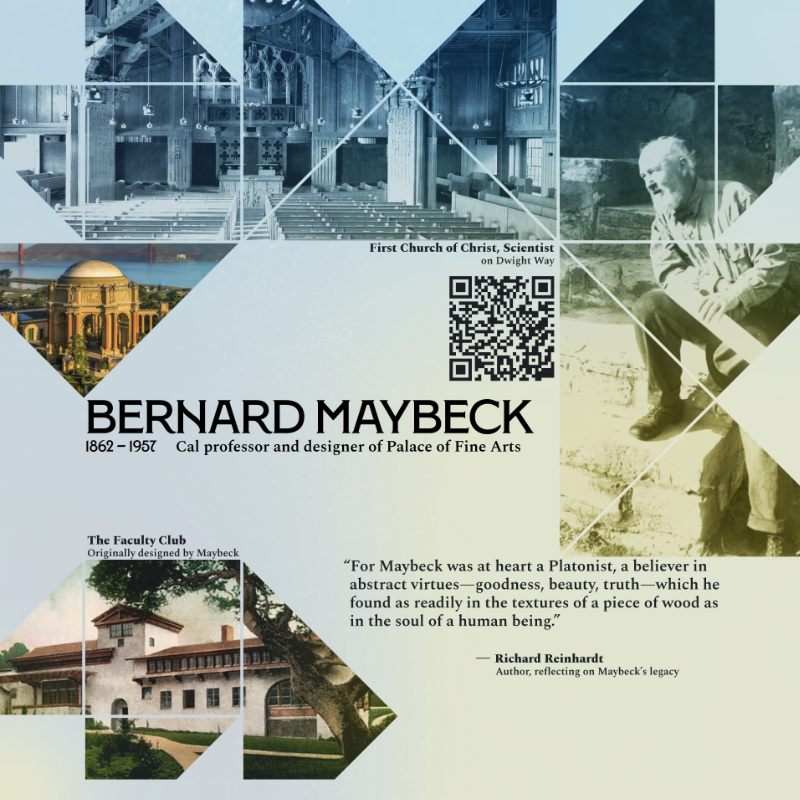 First Church of Christ, Scientist
on Dwight Way
BERNARD MAYBECK
1862 – 1957 Cal professor and designer of Palace of Fine Arts
The Faculty Club
Originally designed by Maybeck
“For Maybeck was at heart a Platonist, a believer in
abstract virtues—goodness, beauty, truth—which he
found as readily in the textures of a piece of wood as
in the soul of a human being.”
— Richard Reinhardt
Author, reflecting on Maybeck’s legacy